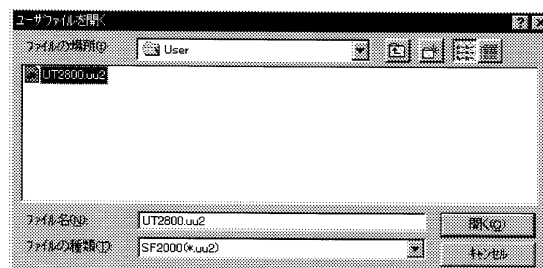 ユーザファイルを開く
ファイルの場所(I):
User
UT2800.uu2
ファイル名(N):
UT2800.uu2
開く(O)
ファイルの種類(T):
SF2000(*.uu2)
キャンセル